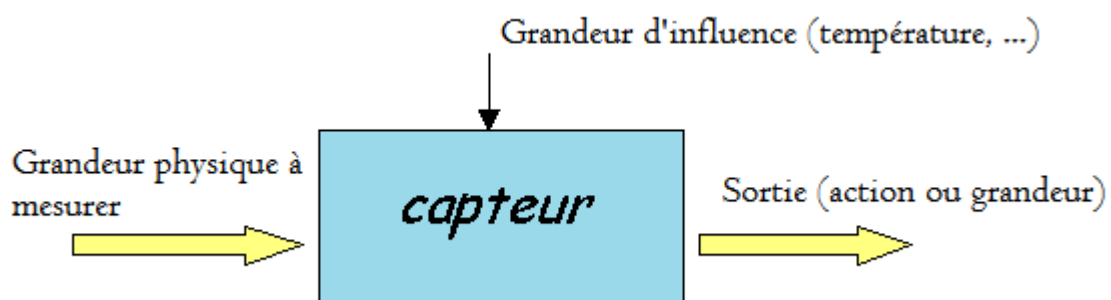 Grandeur d'influence (température, ...)
Grandeur physique à
mesurer
capteur
Sortie (action ou grandeur)